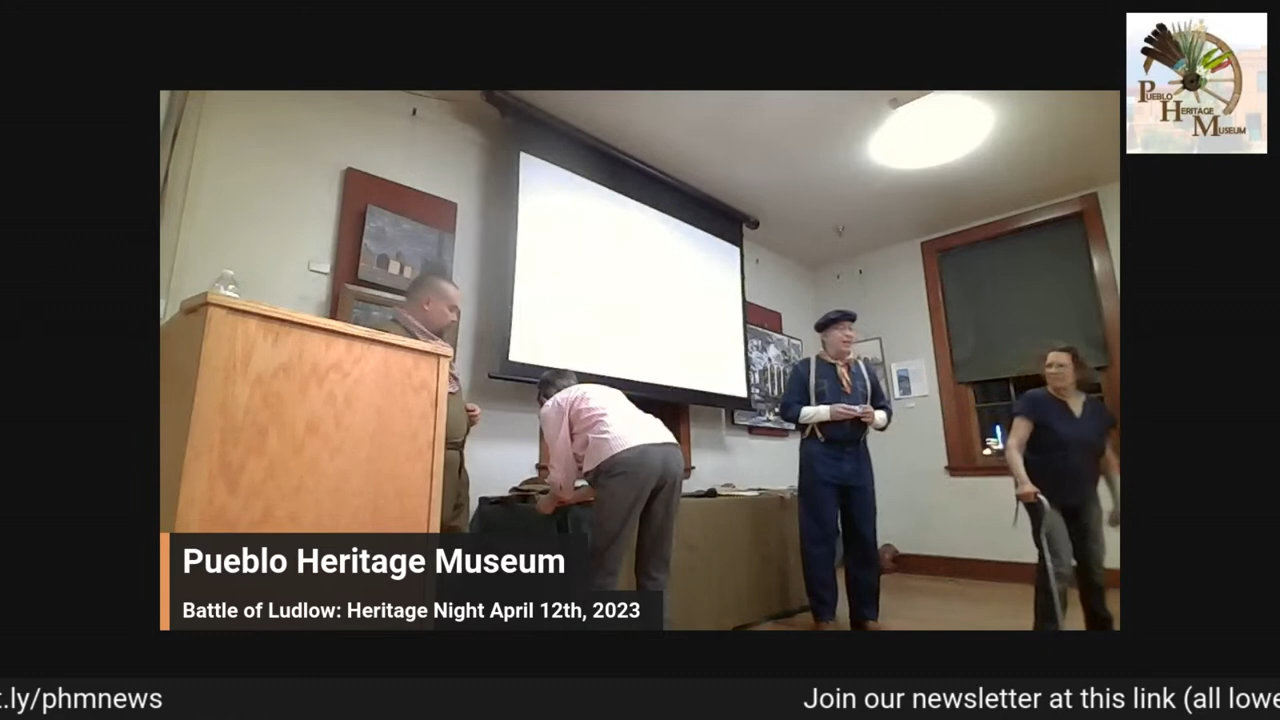 PUEBLO
HERITAGE
MUSEUM
Pueblo Heritage Museum
Battle of Ludlow: Heritage Night April 12th, 2023
t.ly/phmnews
Join our newsletter at this link (all lowe